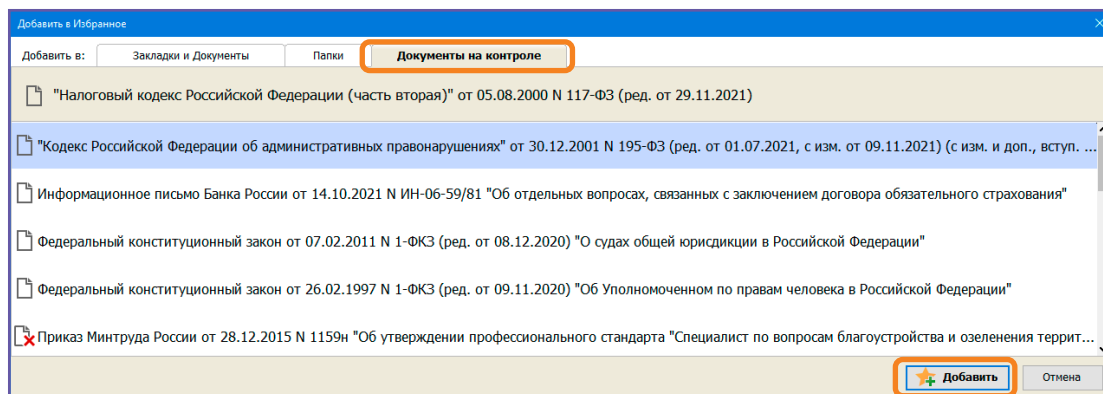 Добавить в Избранное
Добавить в: Закладки и Документы Папки Документы на контроле
"Налоговый кодекс Российской Федерации (часть вторая)" от 05.08.2000 N 117-ФЗ (ред. от 29.11.2021)
"Кодекс Российской Федерации об административных правонарушениях" от 30.12.2001 N 195-ФЗ (ред. от 01.07.2021, с изм. от 09.11.2021) (с изм. и доп., вступ. ...
Информационное письмо Банка России от 14.10.2021 N ИН-06-59/81 "Об отдельных вопросах, связанных с заключением договора обязательного страхования"
Федеральный конституционный закон от 07.02.2011 N 1-ФКЗ (ред. от 08.12.2020) "О судах общей юрисдикции в Российской Федерации"
Федеральный конституционный закон от 26.02.1997 N 1-ФКЗ (ред. от 09.11.2020) "Об Уполномоченном по правам человека в Российской Федерации"
Приказ Минтруда России от 28.12.2015 N 1159н "Об утверждении профессионального стандарта "Специалист по вопросам благоустройства и озеленения террит...
Добавить Отмена